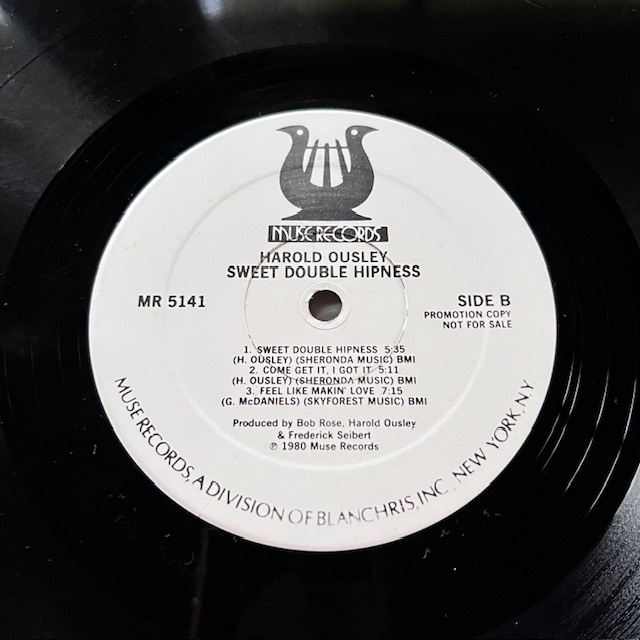 MUSE RECORDS
HAROLD OUSLEY
SWEET DOUBLE HIPNESS
MR 5141
SIDE B
PROMOTION COPY
NOT FOR SALE
1. SWEET DOUBLE HIPNESS 5:35
(H. OUSLEY) (SHERONDA MUSIC) BMI
2. COME GET IT, I GOT IT 5:11
(H. OUSLEY) (SHERONDA MUSIC) BMI
3. FEEL LIKE MAKIN' LOVE 7:15
(G. McDANIELS) (SKYFOREST MUSIC) BMI
Produced by Bob Rose, Harold Ousley
& Frederick Seibert
℗ 1980 Muse Records
MUSE RECORDS, A DIVISION OF BLANCHRIS, INC., NEW YORK, N.Y.